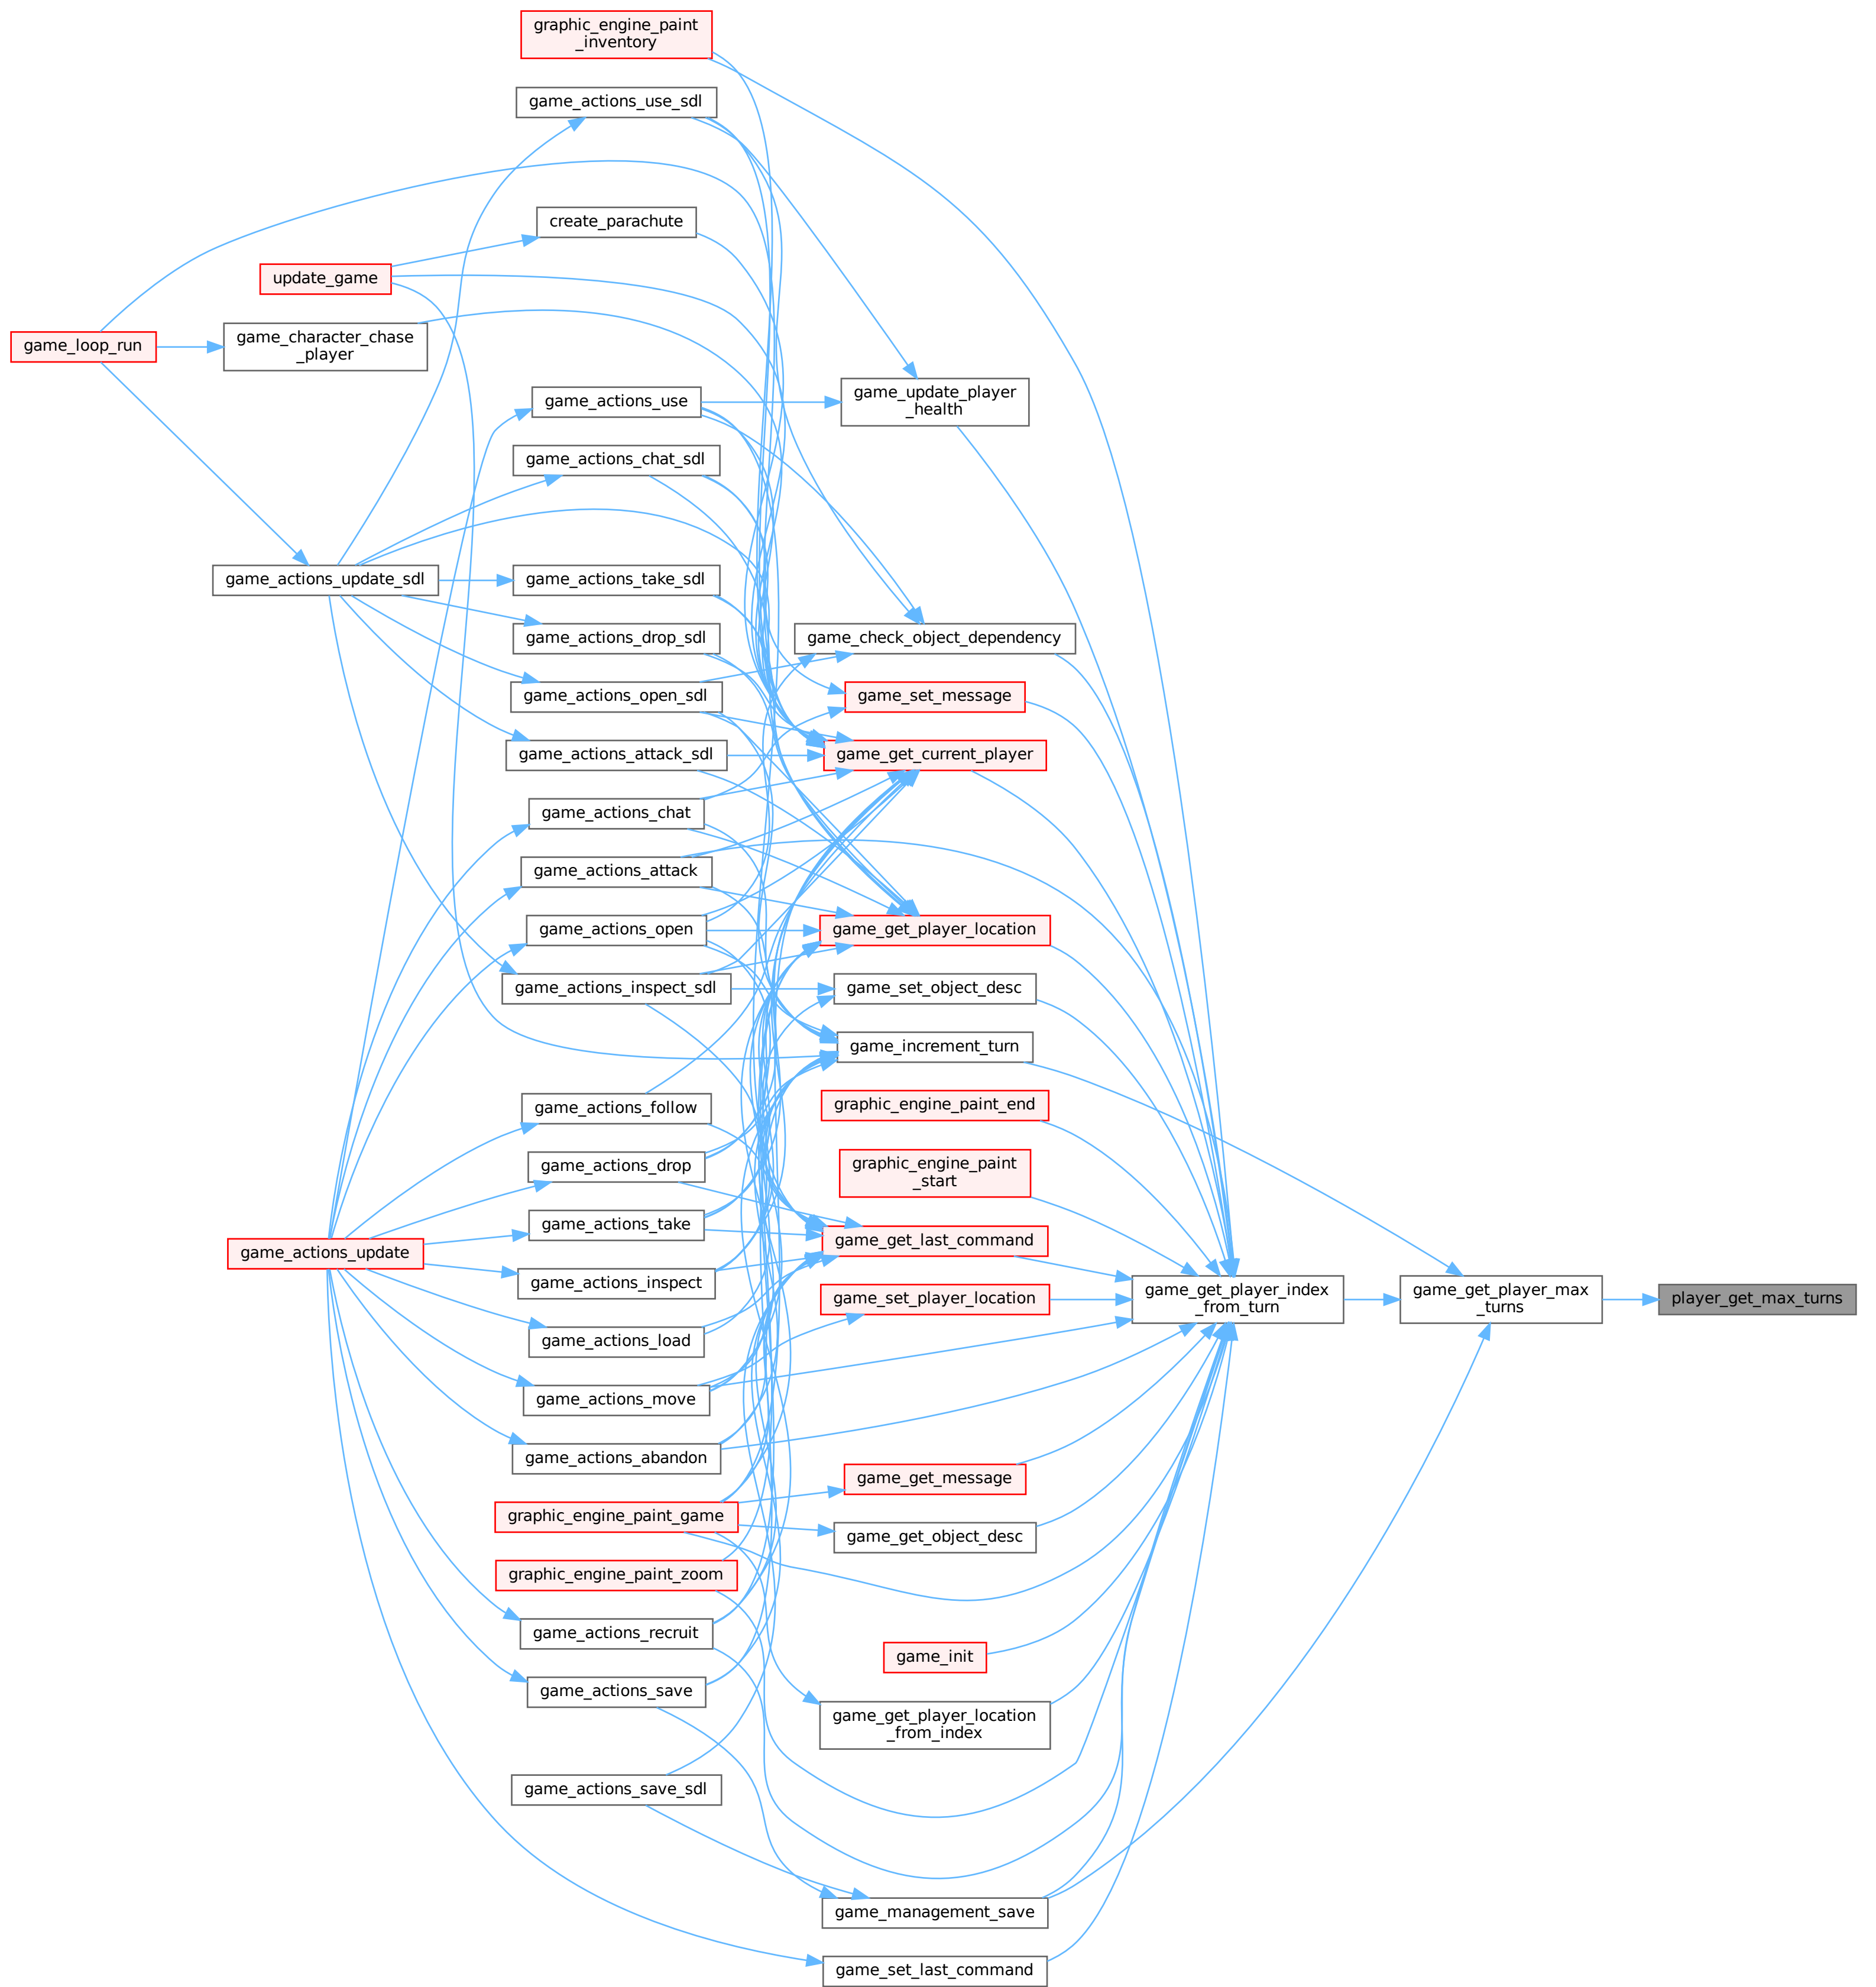 graphic_engine_paint
_inventory
game_actions_use_sdl
create_parachute
update_game
game_loop_run
game_character_chase
_player
game_actions_use
game_update_player
_health
game_actions_chat_sdl
game_actions_update_sdl
game_actions_take_sdl
game_actions_drop_sdl
game_check_object_dependency
game_actions_open_sdl
game_set_message
game_actions_attack_sdl
game_get_current_player
game_actions_chat
game_actions_attack
game_actions_open
game_get_player_location
game_actions_inspect_sdl
game_set_object_desc
game_increment_turn
game_actions_follow
graphic_engine_paint_end
game_actions_drop
graphic_engine_paint
_start
game_actions_take
game_actions_update
game_get_last_command
game_actions_inspect
game_set_player_location
game_get_player_index
_from_turn
game_get_player_max
_turns
player_get_max_turns
game_actions_load
game_actions_move
game_actions_abandon
game_get_message
graphic_engine_paint_game
game_get_object_desc
graphic_engine_paint_zoom
game_actions_recruit
game_init
game_actions_save
game_get_player_location
_from_index
game_actions_save_sdl
game_management_save
game_set_last_command